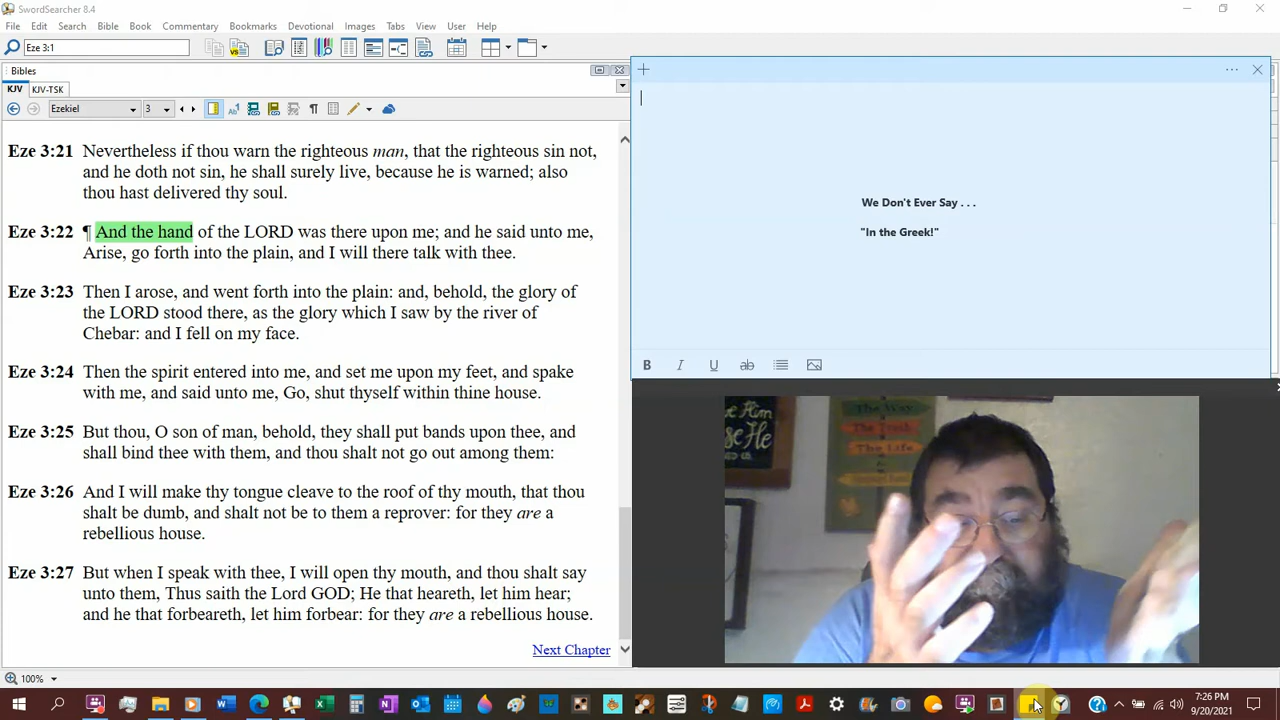 SwordSearcher 8.4
File Edit Search Bible Book Commentary Bookmarks Devotional Images Tabs View User Help
Eze 3:1
Bibles
KJV KJV-TSK
Ezekiel 3
Eze 3:21 Nevertheless if thou warn the righteous man, that the righteous sin not,
and he doth not sin, he shall surely live, because he is warned; also
thou hast delivered thy soul.
Eze 3:22 ¶ And the hand of the LORD was there upon me; and he said unto me,
Arise, go forth into the plain, and I will there talk with thee.
Eze 3:23 Then I arose, and went forth into the plain: and, behold, the glory of
the LORD stood there, as the glory which I saw by the river of
Chebar: and I fell on my face.
Eze 3:24 Then the spirit entered into me, and set me upon my feet, and spake
with me, and said unto me, Go, shut thyself within thine house.
Eze 3:25 But thou, O son of man, behold, they shall put bands upon thee, and
shall bind thee with them, and thou shalt not go out among them:
Eze 3:26 And I will make thy tongue cleave to the roof of thy mouth, that thou
shalt be dumb, and shalt not be to them a reprover: for they are a
rebellious house.
Eze 3:27 But when I speak with thee, I will open thy mouth, and thou shalt say
unto them, Thus saith the Lord GOD; He that heareth, let him hear;
and he that forbeareth, let him forbear: for they are a rebellious house.
Next Chapter
100%
We Don't Ever Say . . .
"In the Greek!"
B I U ab
The Way
The Truth
The Life
Him
He
7:26 PM
9/20/2021